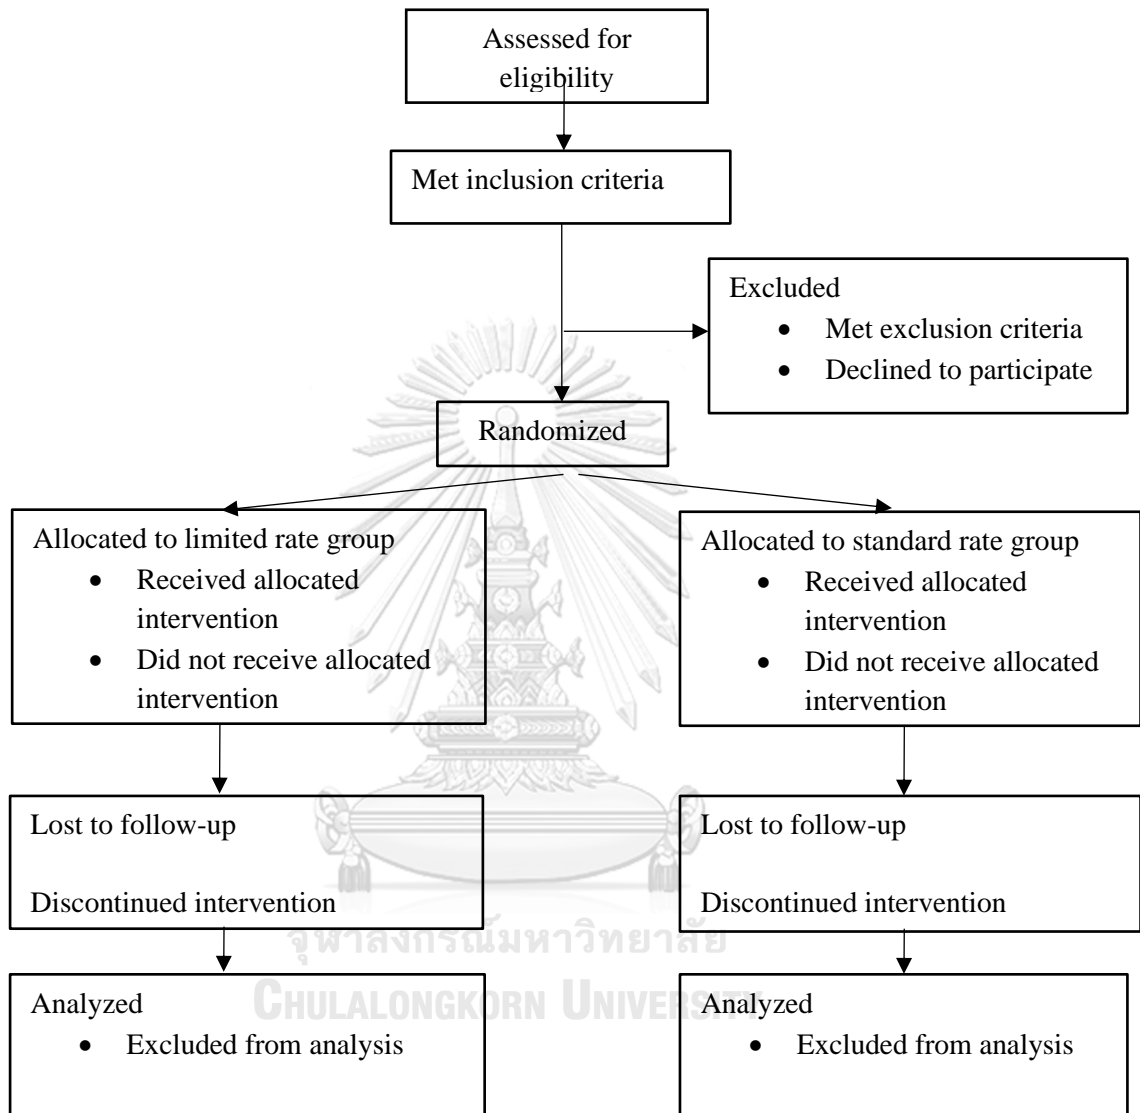 Assessed for
eligibility
Met inclusion criteria
Excluded
• Met exclusion criteria
• Declined to participate
Randomized
Allocated to limited rate group
• Received allocated
intervention
• Did not receive allocated
intervention
Allocated to standard rate group
• Received allocated
intervention
• Did not receive allocated
intervention
Lost to follow-up
Discontinued intervention
Lost to follow-up
Discontinued intervention
จุฬาลงกรณ์มหาวิทยาลัย
CHULALONGKORN UNIVERSITY
Analyzed
• Excluded from analysis
Analyzed
• Excluded from analysis